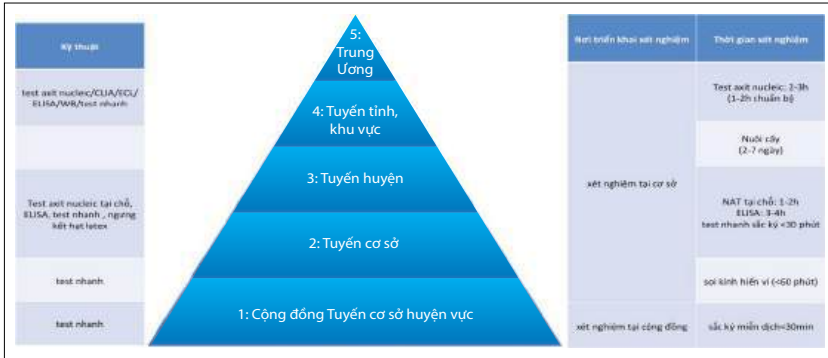 Kỹ thuật
test axit nucleic/CLIA/ECL/
ELISA/WB/test nhanh
Test axit nucleic tại chỗ,
ELISA, test nhanh , ngưng
kết hạt latex
test nhanh
test nhanh
5:
Trung
Ương
4: Tuyến tỉnh,
khu vực
3: Tuyến huyện
2: Tuyến cơ sở
1: Cộng đồng Tuyến cơ sở huyện vực
Nơi triển khai xét nghiệm
xét nghiệm tại cơ sở
xét nghiệm tại cộng đồng
Thời gian xét nghiệm
Test axit nucleic: 2-3h
(1-2h chuẩn bị)
Nuôi cấy
(2-7 ngày)
NAT tại chỗ: 1-2h
ELISA: 3-4h
test nhanh sắc ký <30 phút
soi kính hiển vi (<60 phút)
sắc ký miễn dịch<30min